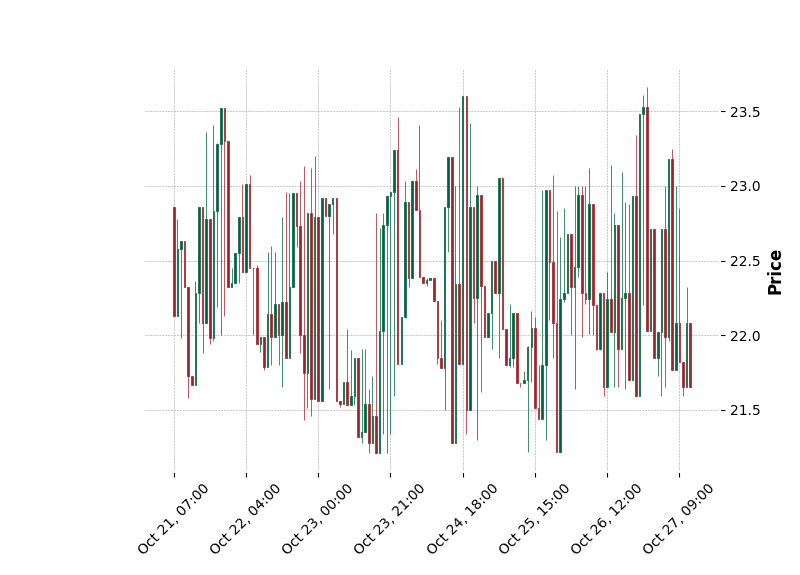 23.5
23.0
22.5
22.0
21.5
Price
Oct 21, 07:00
Oct 22, 04:00
Oct 23, 00:00
Oct 23, 21:00
Oct 24, 18:00
Oct 25, 15:00
Oct 26, 12:00
Oct 27, 09:00